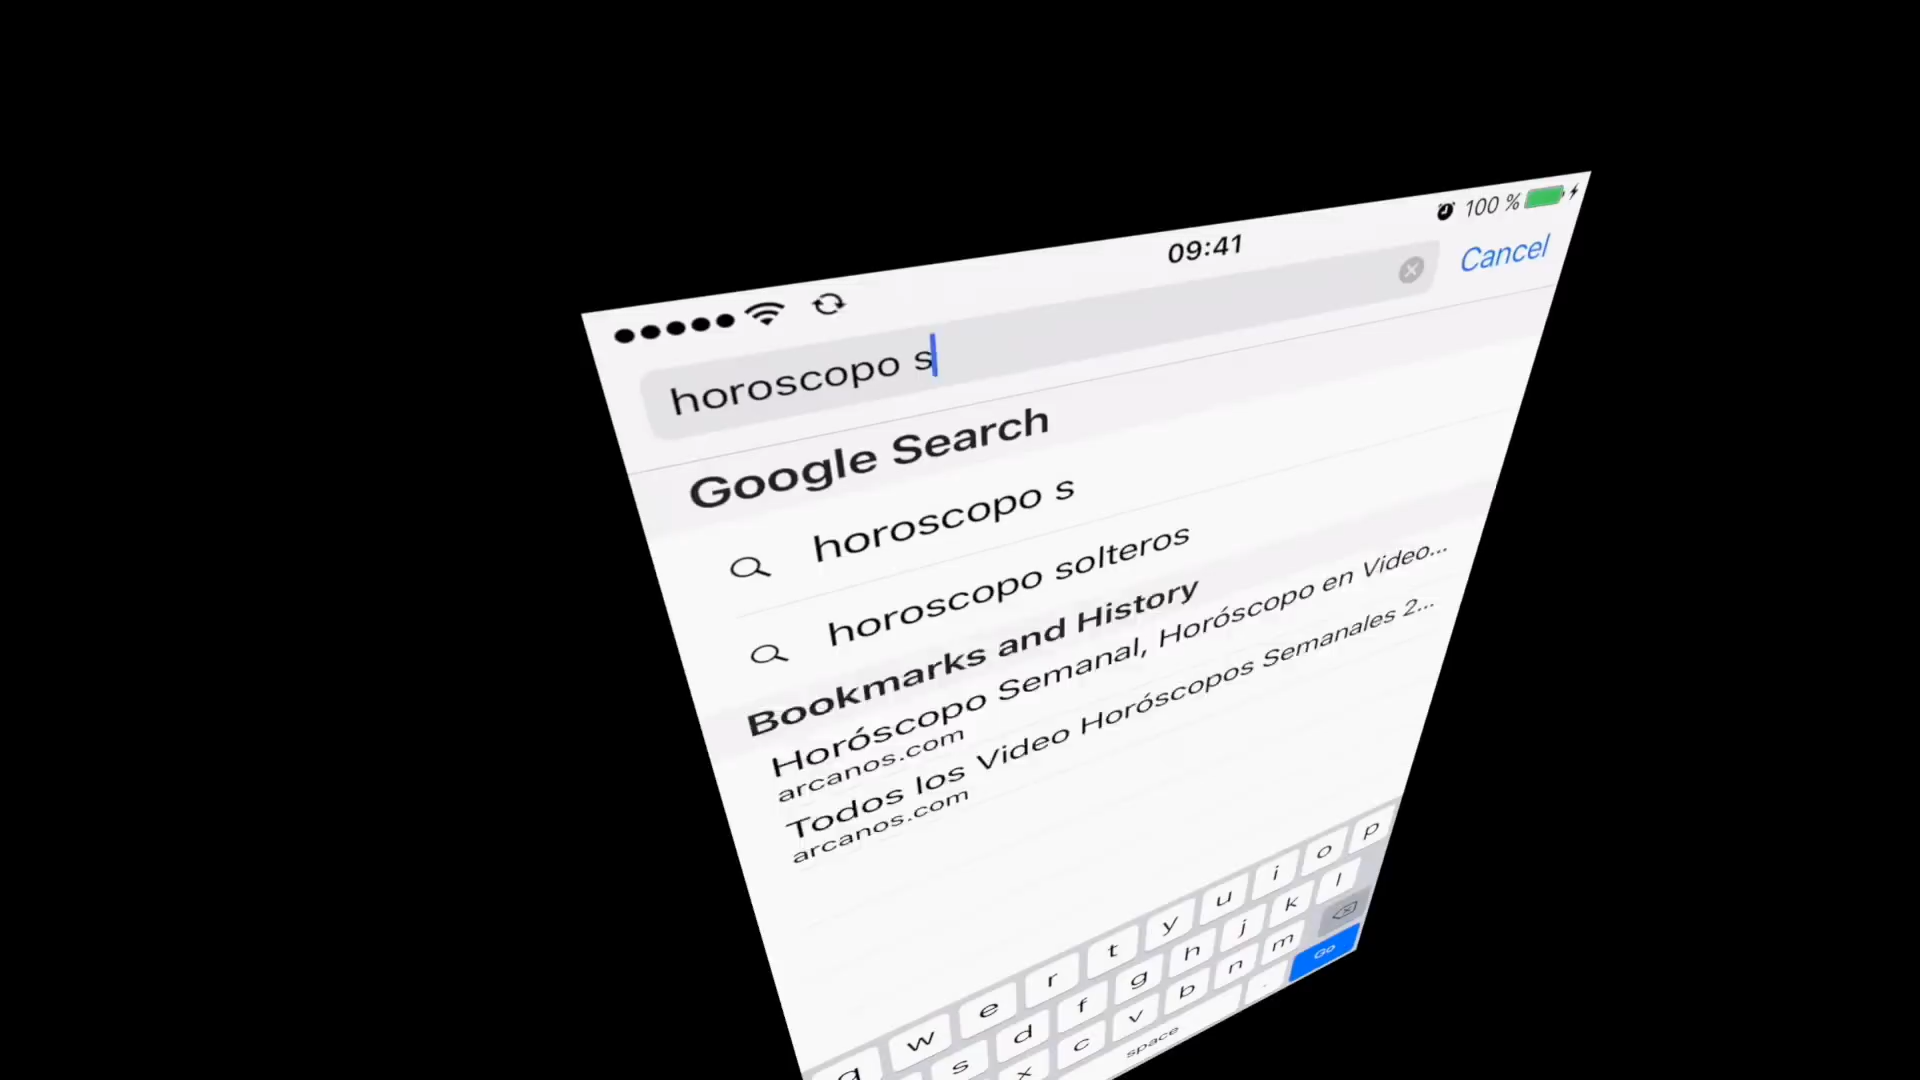 09:41
100 %
horoscopo s
Cancel
Google Search
horoscopo s
horoscopo solteros
Bookmarks and History
Horóscopo Semanal, Horóscopo en Video...
arcanos.com
Todos los Video Horóscopos Semanales 2...
arcanos.com
q w e r t y u i o p
s d f g h j k l
x c v b n m
space . Go